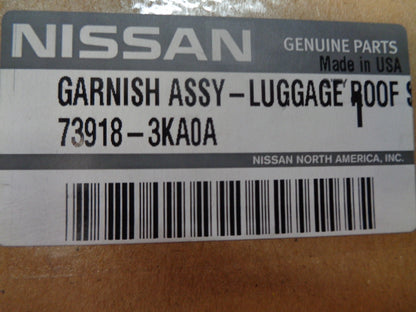 NISSAN
GENUINE PARTS
Made in USA
GARNISH ASSY-LUGGAGE ROOF S
73918-3KA0A
1
NISSAN NORTH AMERICA, INC.